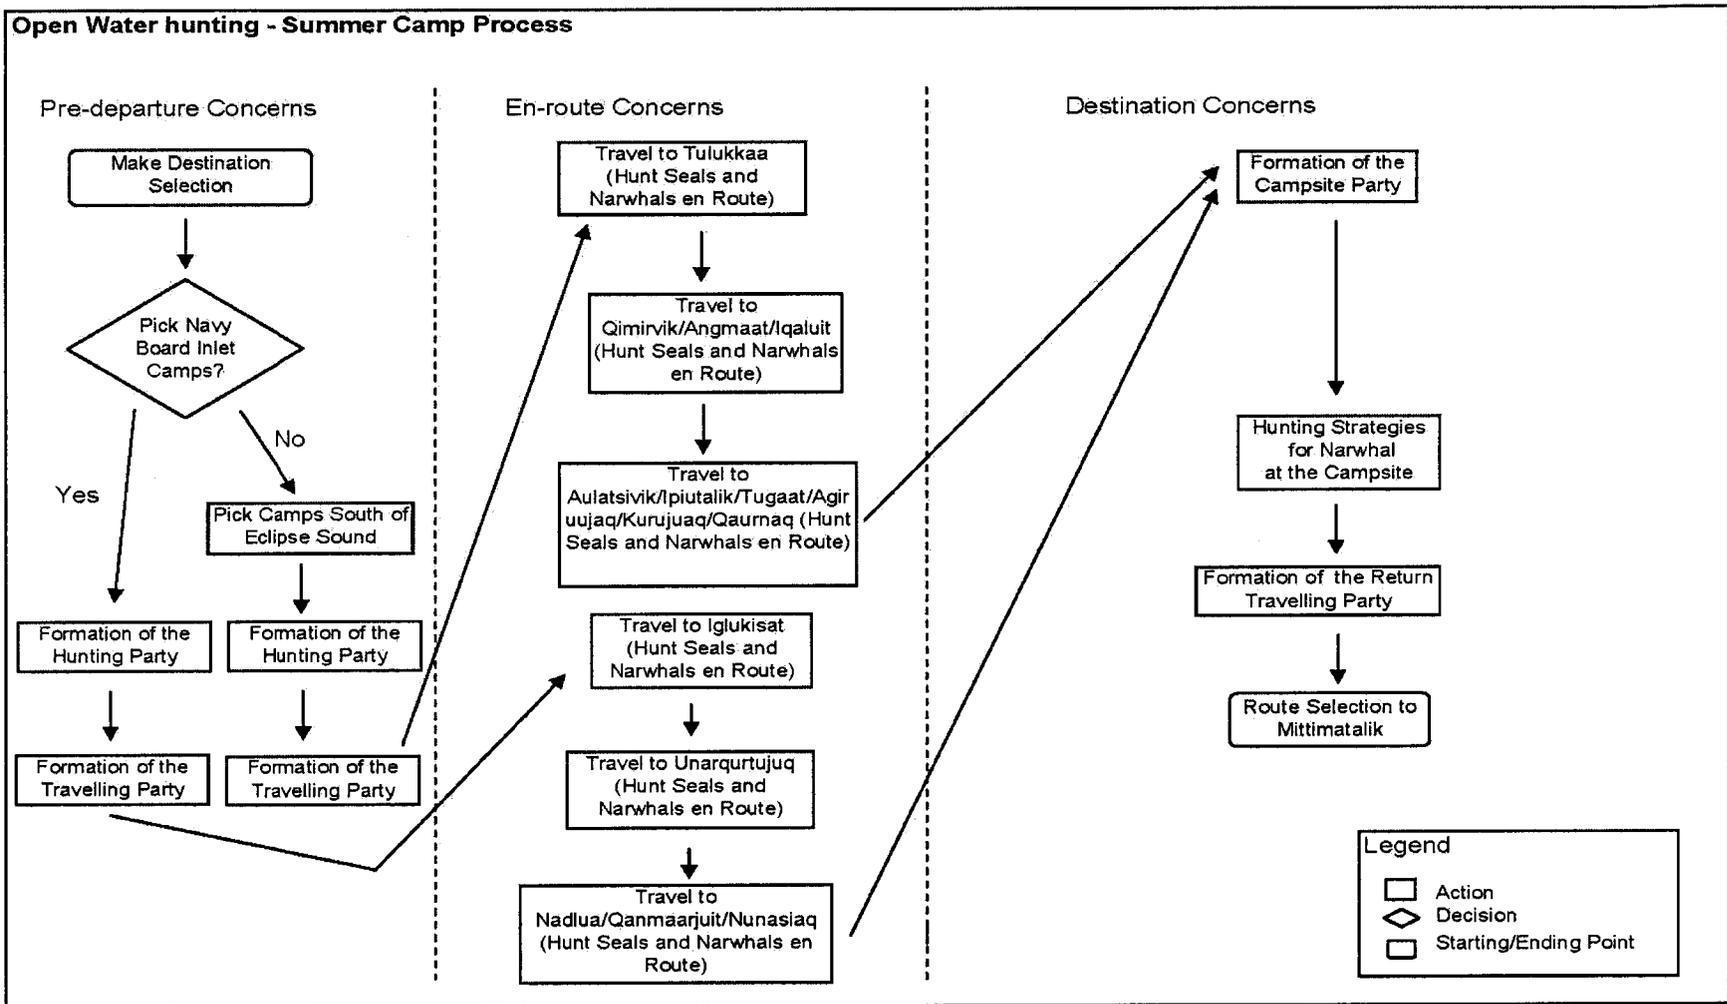 Open Water hunting - Summer Camp Process
Pre-departure Concerns
Make Destination
Selection
Pick Navy
Board Inlet
Camps?
No
Yes
Pick Camps South of
Eclipse Sound
Formation of the
Hunting Party
Formation of the
Hunting Party
Formation of the
Travelling Party
Formation of the
Travelling Party
En-route Concerns
Travel to Tulukkaa
(Hunt Seals and
Narwhals en Route)
Travel to
Qimirvik/Angmaat/Iqaluit
(Hunt Seals and Narwhals
en Route)
Travel to
Aulatsivik/Ipiutalik/Tugaat/Agir
uujaq/Kurujuaq/Qaurnaq (Hunt
Seals and Narwhals en Route)
Travel to Iglukisat
(Hunt Seals and
Narwhals en Route)
Travel to Unarqurtujuq
(Hunt Seals and
Narwhals en Route)
Travel to
Nadlua/Qanmaarjuit/Nunasiaq
(Hunt Seals and Narwhals en
Route)
Destination Concerns
Formation of the
Campsite Party
Hunting Strategies
for Narwhal
at the Campsite
Formation of the Return
Travelling Party
Route Selection to
Mittimatalik
Legend
Action
Decision
Starting/Ending Point